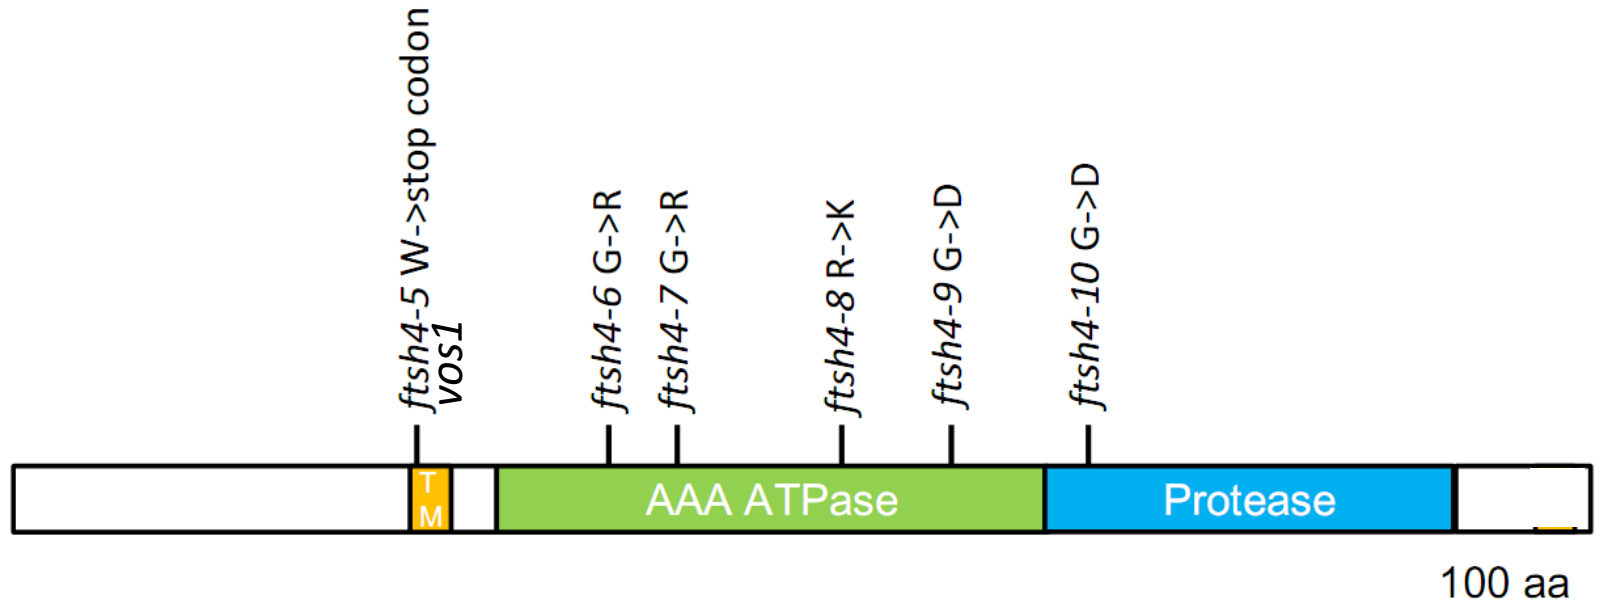 ftsh4-5 W->stop codon
vos1
ftsh4-6 G->R
ftsh4-7 G->R
ftsh4-8 R->K
ftsh4-9 G->D
ftsh4-10 G->D
T
M
AAA ATPase
Protease
100 aa